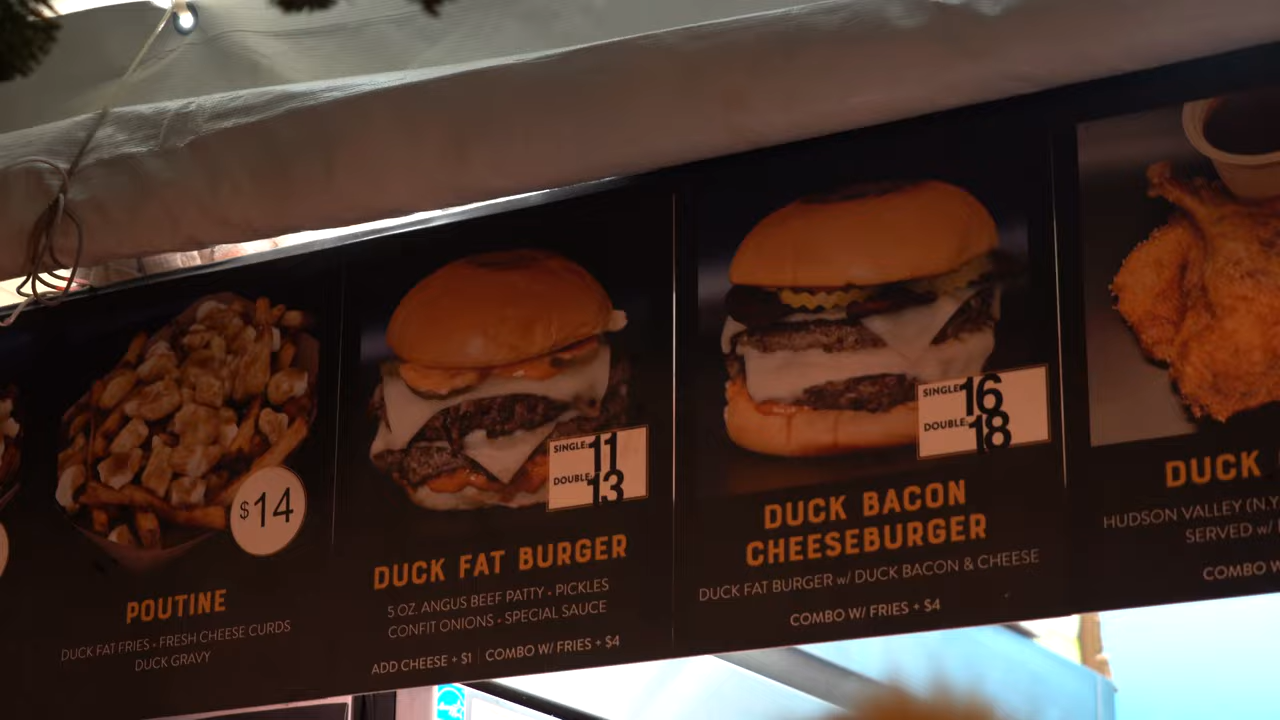 $14
POUTINE
DUCK FAT FRIES • FRESH CHEESE CURDS
DUCK GRAVY
SINGLE: 11
DOUBLE: 13
DUCK FAT BURGER
5 OZ. ANGUS BEEF PATTY • PICKLES
CONFIT ONIONS • SPECIAL SAUCE
ADD CHEESE + $1 | COMBO W/ FRIES + $4
SINGLE: 16
DOUBLE: 18
DUCK BACON
CHEESEBURGER
DUCK FAT BURGER w/ DUCK BACON & CHEESE
COMBO W/ FRIES + $4
DUCK
HUDSON VALLEY (N.Y
SERVED w/
COMBO W